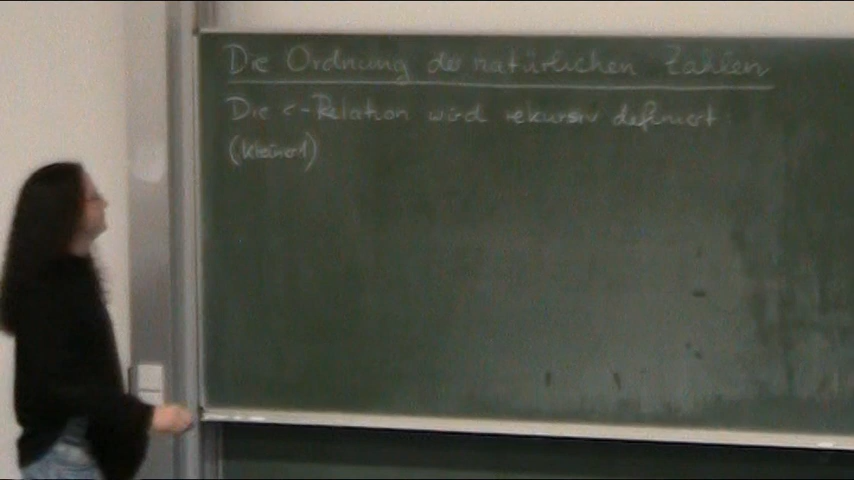 Die Ordnung der natürlichen Zahlen
Die <-Relation wird rekursiv definiert
(kleiner)